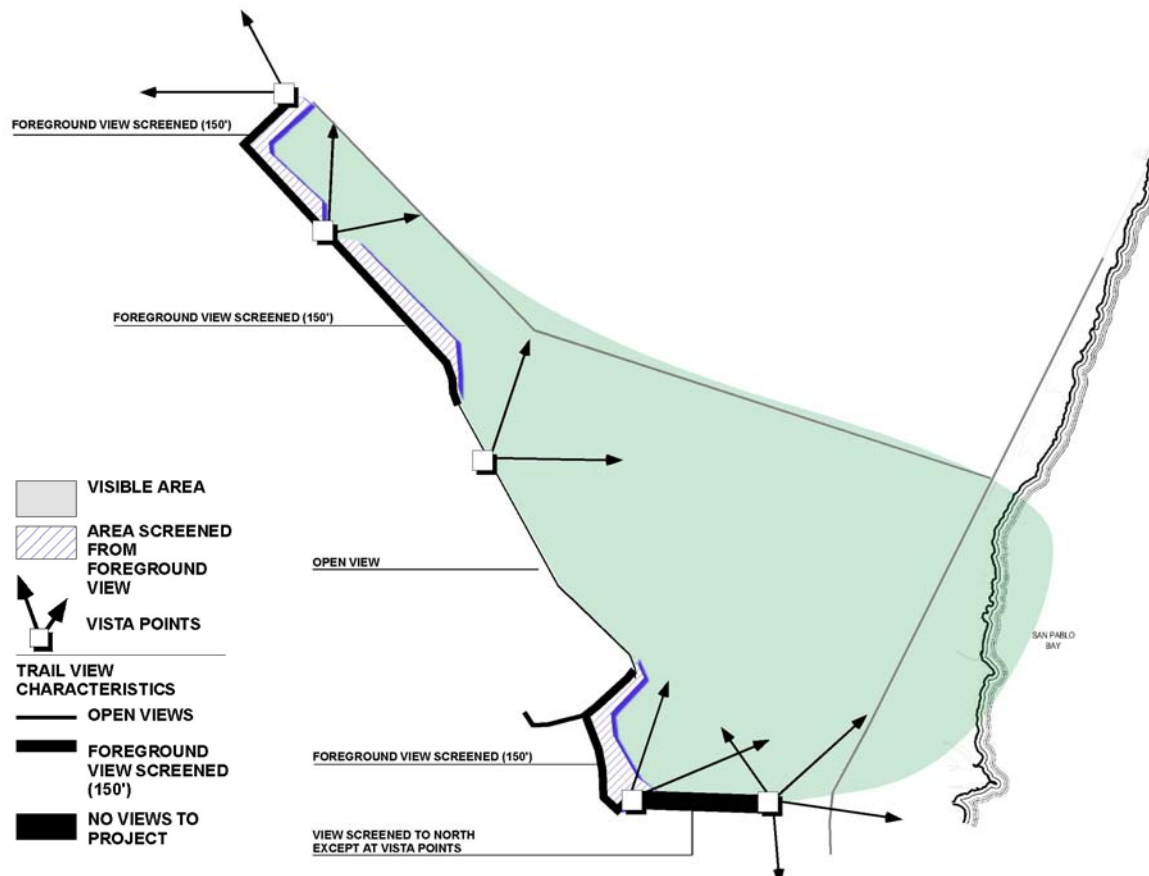 FOREGROUND VIEW SCREENED (150')
FOREGROUND VIEW SCREENED (150')
VISIBLE AREA
AREA SCREENED
FROM
FOREGROUND
VIEW
VISTA POINTS
TRAIL VIEW
CHARACTERISTICS
OPEN VIEWS
FOREGROUND
VIEW SCREENED
(150')
NO VIEWS TO
PROJECT
OPEN VIEW
SAN PABLO
BAY
FOREGROUND VIEW SCREENED (150')
VIEW SCREENED TO NORTH
EXCEPT AT VISTA POINTS